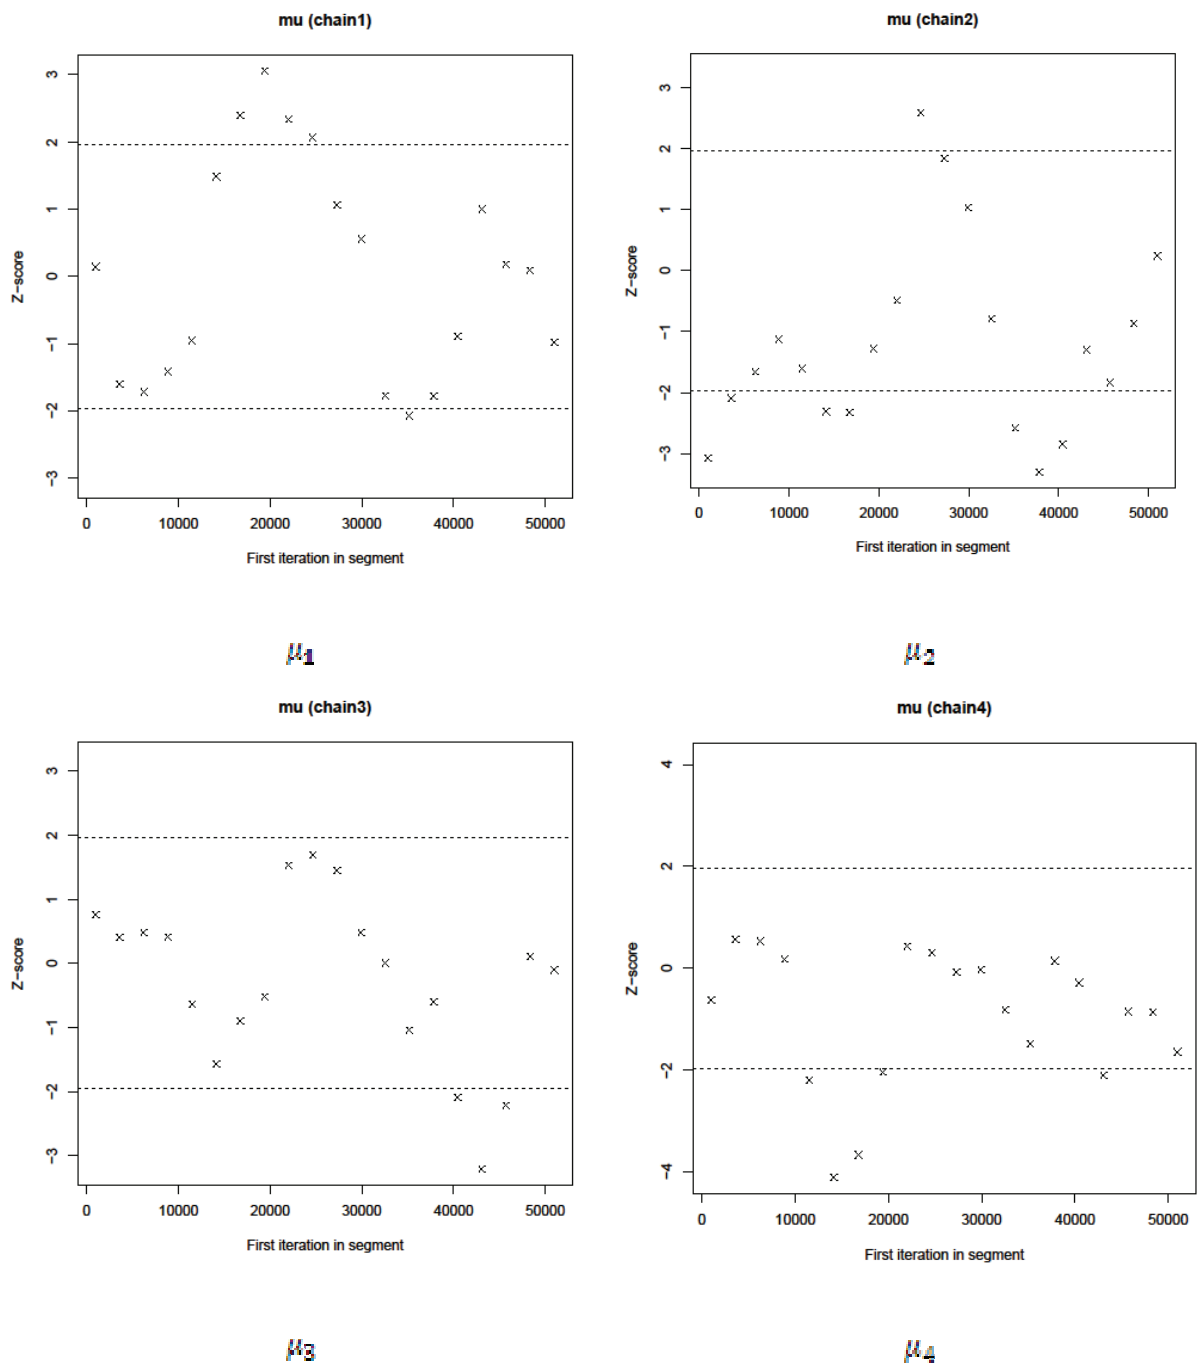 mu (chain1)
3
2
1
0
−1
−2
−3
Z−score
0 10000 20000 30000 40000 50000
First iteration in segment
μ1
mu (chain2)
3
2
1
0
−1
−2
−3
Z−score
0 10000 20000 30000 40000 50000
First iteration in segment
μ2
mu (chain3)
3
2
1
0
−1
−2
−3
Z−score
0 10000 20000 30000 40000 50000
First iteration in segment
μ3
mu (chain4)
4
2
0
−2
−4
Z−score
0 10000 20000 30000 40000 50000
First iteration in segment
μ4